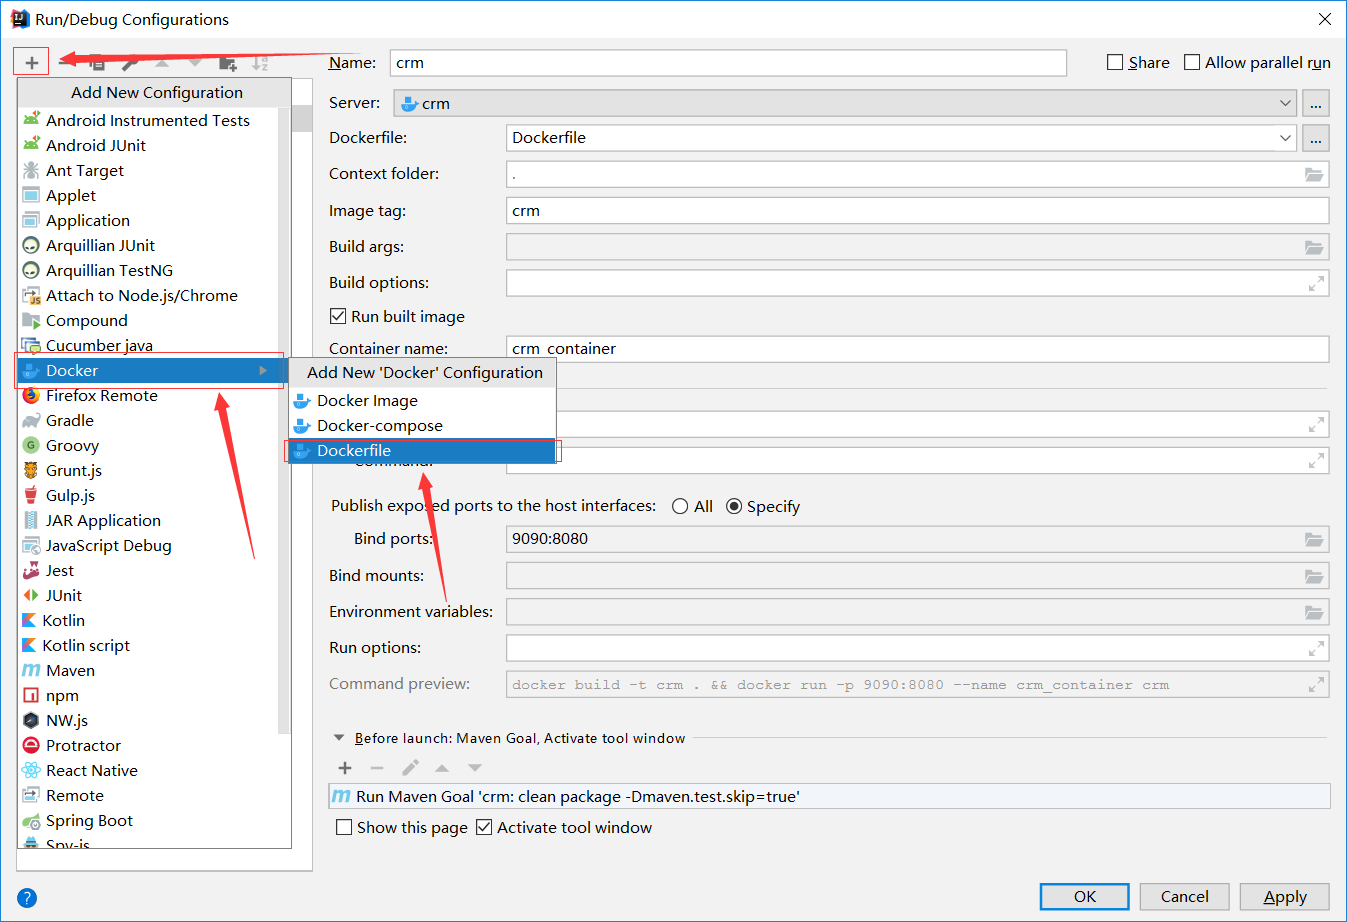 Run/Debug Configurations
Add New Configuration
Android Instrumented Tests
Android JUnit
Ant Target
Applet
Application
Arquillian JUnit
Arquillian TestNG
Attach to Node.js/Chrome
Compound
Cucumber java
Docker
Firefox Remote
Gradle
Groovy
Grunt.js
Gulp.js
JAR Application
JavaScript Debug
Jest
JUnit
Kotlin
Kotlin script
Maven
npm
NW.js
Protractor
React Native
Remote
Spring Boot
Spy-js
Add New 'Docker' Configuration
Docker Image
Docker-compose
Dockerfile
Name: crm
Share
Allow parallel run
Server: crm
...
Dockerfile: Dockerfile
...
Context folder: .
Image tag: crm
Build args:
Build options:
Run built image
Container name: crm_container
Command:
Publish exposed ports to the host interfaces: All Specify
Bind ports: 9090:8080
Bind mounts:
Environment variables:
Run options:
Command preview: docker build -t crm . && docker run -p 9090:8080 --name crm_container crm
Before launch: Maven Goal, Activate tool window
Run Maven Goal 'crm: clean package -Dmaven.test.skip=true'
Show this page
Activate tool window
?
OK
Cancel
Apply